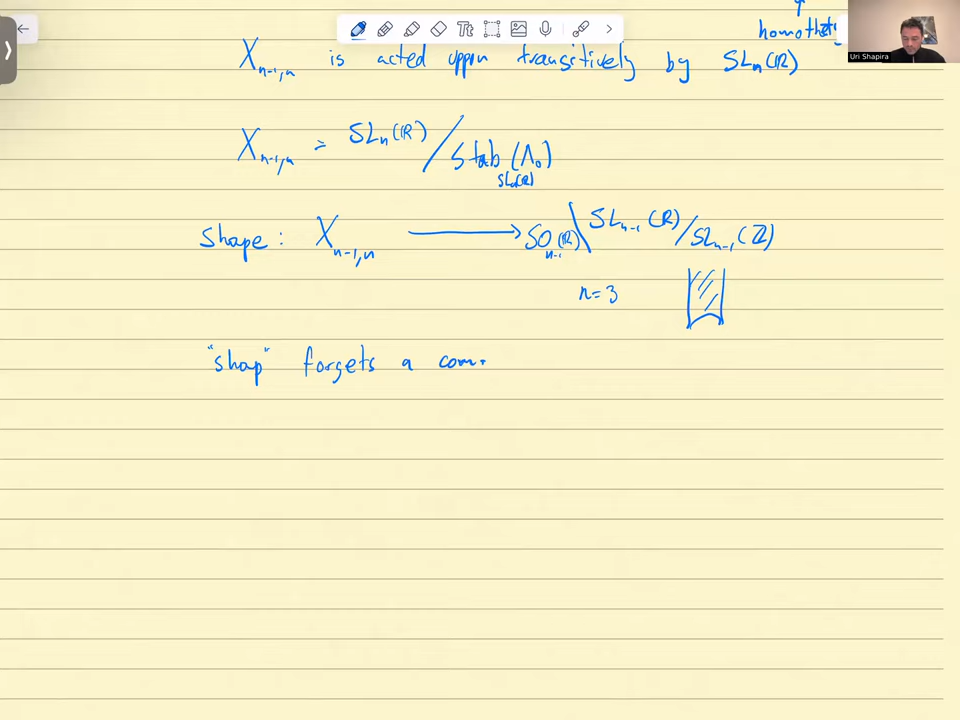 homothety
X_{n-1,n} is acted uppn transitively by SL_n(ℝ)
Uri Shapira
X_{n-1,n} = SL_n(ℝ) / Stab_{SL_n(ℝ)}(Λ_0)
Shape : X_{n-1,n} ⟶ SO_{n-1}(ℝ) \ SL_{n-1}(ℝ) / SL_{n-1}(ℤ)
n=3
"shap" forgets a com